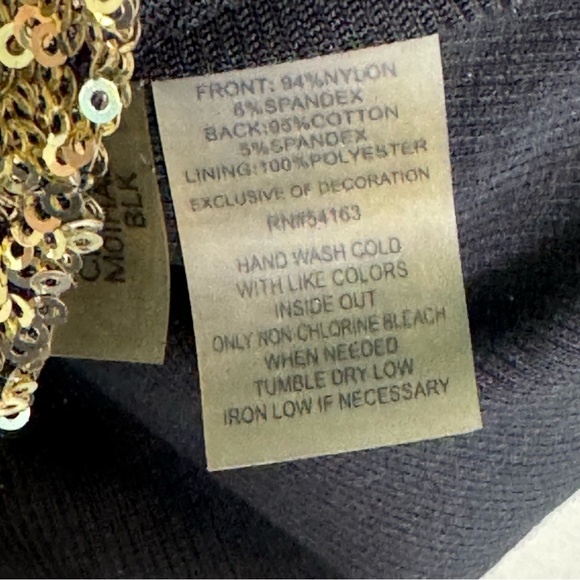 FRONT: 94%NYLON
6%SPANDEX
BACK:95%COTTON
5%SPANDEX
LINING:100%POLYESTER
EXCLUSIVE OF DECORATION
RN#54163
HAND WASH COLD
WITH LIKE COLORS
INSIDE OUT
ONLY NON CHLORINE BLEACH
WHEN NEEDED
TUMBLE DRY LOW
IRON LOW IF NECESSARY
BLK